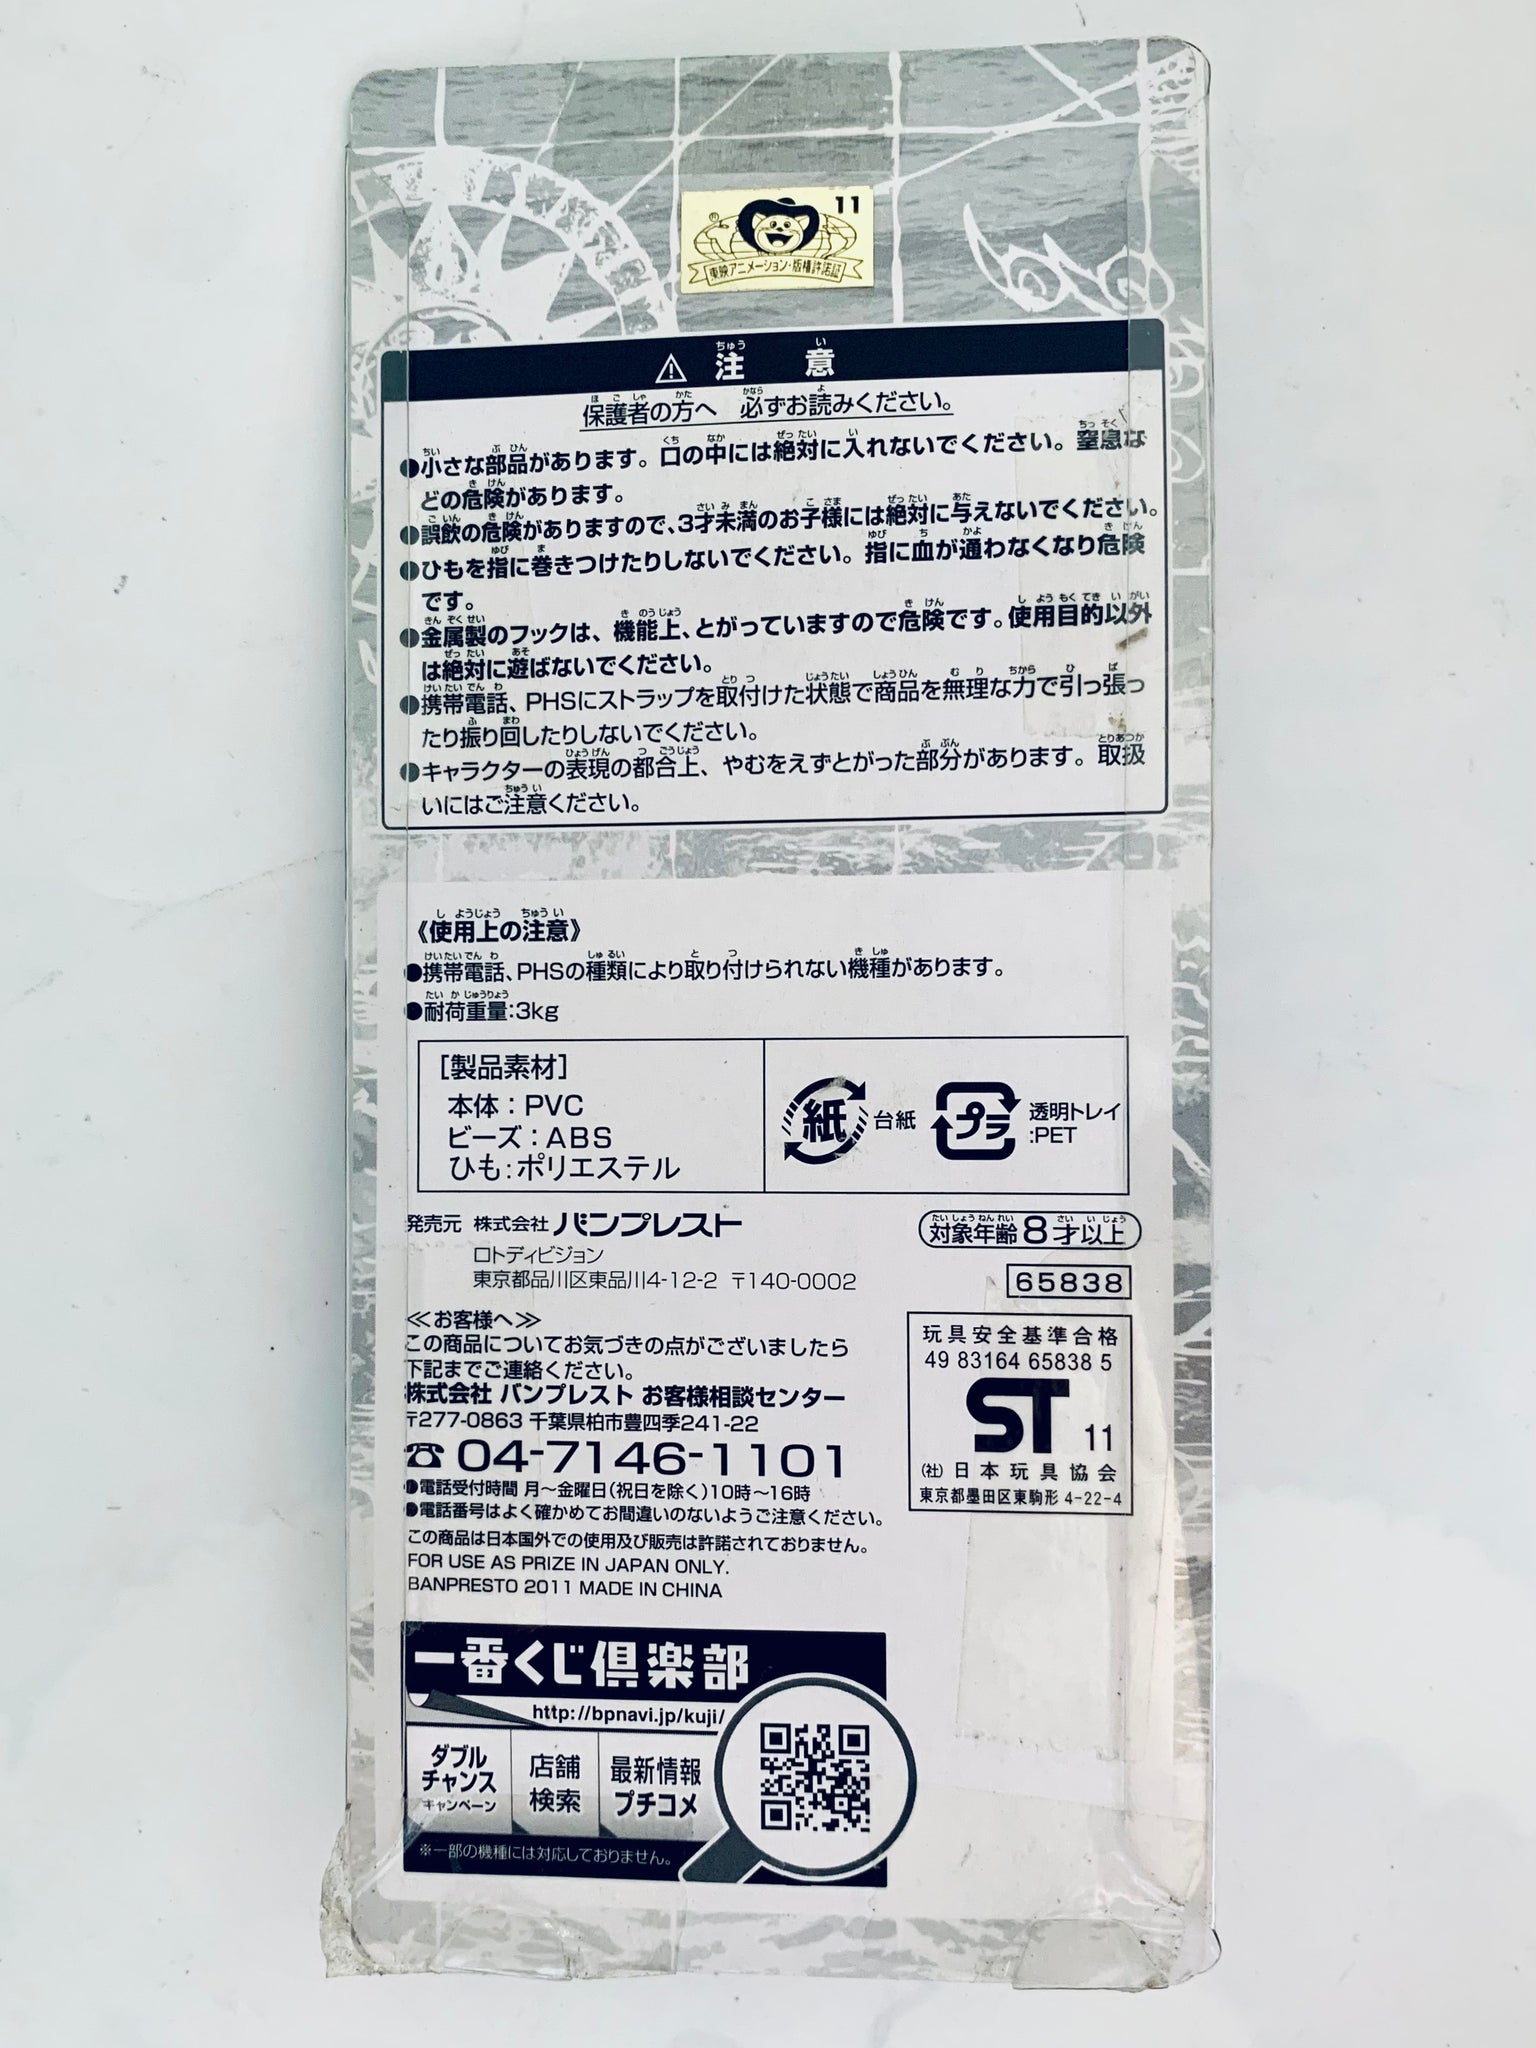 11
®
東映アニメーション・版権許諾証
⚠ 注意
保護者の方へ 必ずお読みください。
●小さな部品があります。口の中には絶対に入れないでください。窒息な
どの危険があります。
●誤飲の危険がありますので、3才未満のお子様には絶対に与えないでください。
●ひもを指に巻きつけたりしないでください。指に血が通わなくなり危険
です。
●金属製のフックは、機能上、とがっていますので危険です。使用目的以外
は絶対に遊ばないでください。
●携帯電話、PHSにストラップを取付けた状態で商品を無理な力で引っ張っ
たり振り回したりしないでください。
●キャラクターの表現の都合上、やむをえずとがった部分があります。取扱
いにはご注意ください。
《使用上の注意》
●携帯電話、PHSの種類により取り付けられない機種があります。
●耐荷重量:3kg
[製品素材]
本体:PVC
ビーズ:ABS
ひも:ポリエステル
紙 台紙
プラ 透明トレイ
:PET
発売元 株式会社 バンプレスト
ロトディビジョン
東京都品川区東品川4-12-2 〒140-0002
対象年齢8才以上
65838
≪お客様へ≫
この商品についてお気づきの点がございましたら
下記までご連絡ください。
株式会社 バンプレスト お客様相談センター
〒277-0863 千葉県柏市豊四季241-22
☎04-7146-1101
●電話受付時間 月～金曜日(祝日を除く)10時～16時
●電話番号はよく確かめてお間違いのないようご注意ください。
この商品は日本国外での使用及び販売は許諾されておりません。
FOR USE AS PRIZE IN JAPAN ONLY.
BANPRESTO 2011 MADE IN CHINA
玩具安全基準合格
49 83164 65838 5
ST 11
(社)日本玩具協会
東京都墨田区東駒形 4-22-4
一番くじ倶楽部
http://bpnavi.jp/kuji/
ダブル
チャンス
キャンペーン
店舗
検索
最新情報
プチコメ
※一部の機種には対応しておりません。